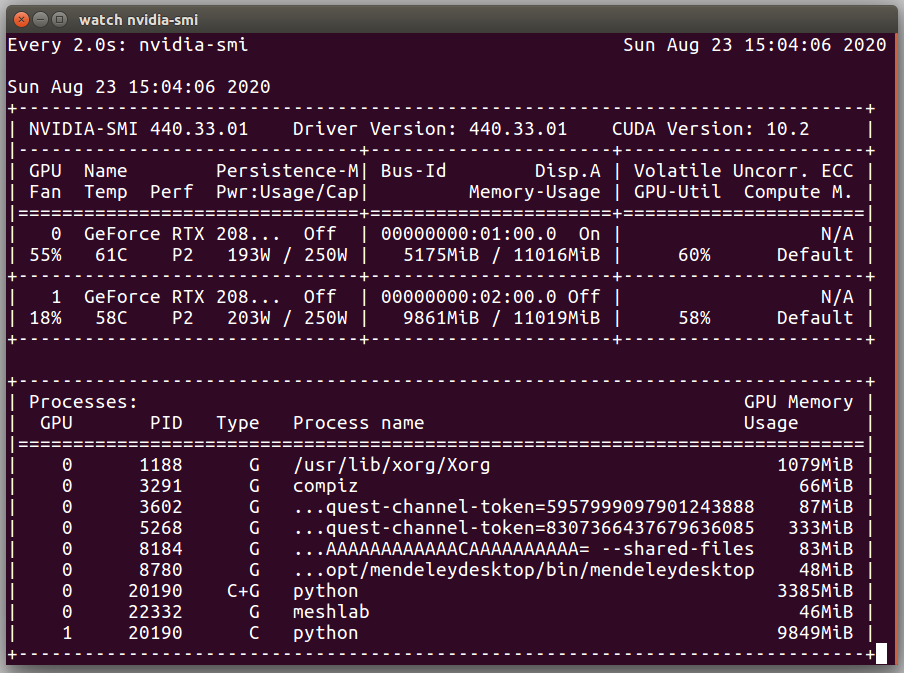 watch nvidia-smi
Every 2.0s: nvidia-smi                                  Sun Aug 23 15:04:06 2020

Sun Aug 23 15:04:06 2020
+-----------------------------------------------------------------------------+
| NVIDIA-SMI 440.33.01    Driver Version: 440.33.01    CUDA Version: 10.2     |
|-------------------------------+----------------------+----------------------+
| GPU  Name        Persistence-M| Bus-Id        Disp.A | Volatile Uncorr. ECC |
| Fan  Temp  Perf  Pwr:Usage/Cap|         Memory-Usage | GPU-Util  Compute M. |
|===============================+======================+======================|
|   0  GeForce RTX 208...  Off  | 00000000:01:00.0  On |                  N/A |
| 55%   61C    P2   193W / 250W |   5175MiB / 11016MiB |     60%      Default |
+-------------------------------+----------------------+----------------------+
|   1  GeForce RTX 208...  Off  | 00000000:02:00.0 Off |                  N/A |
| 18%   58C    P2   203W / 250W |   9861MiB / 11019MiB |     58%      Default |
+-------------------------------+----------------------+----------------------+

+-----------------------------------------------------------------------------+
| Processes:                                                       GPU Memory |
|  GPU       PID   Type   Process name                             Usage      |
|=============================================================================|
|    0      1188      G   /usr/lib/xorg/Xorg                          1079MiB |
|    0      3291      G   compiz                                        66MiB |
|    0      3602      G   ...quest-channel-token=5957999097901243888    87MiB |
|    0      5268      G   ...quest-channel-token=8307366437679636085   333MiB |
|    0      8184      G   ...AAAAAAAAAAAACAAAAAAAAAA= --shared-files    83MiB |
|    0      8780      G   ...opt/mendeleydesktop/bin/mendeleydesktop    48MiB |
|    0     20190    C+G   python                                      3385MiB |
|    0     22332      G   meshlab                                       46MiB |
|    1     20190      C   python                                      9849MiB |
+-----------------------------------------------------------------------------+